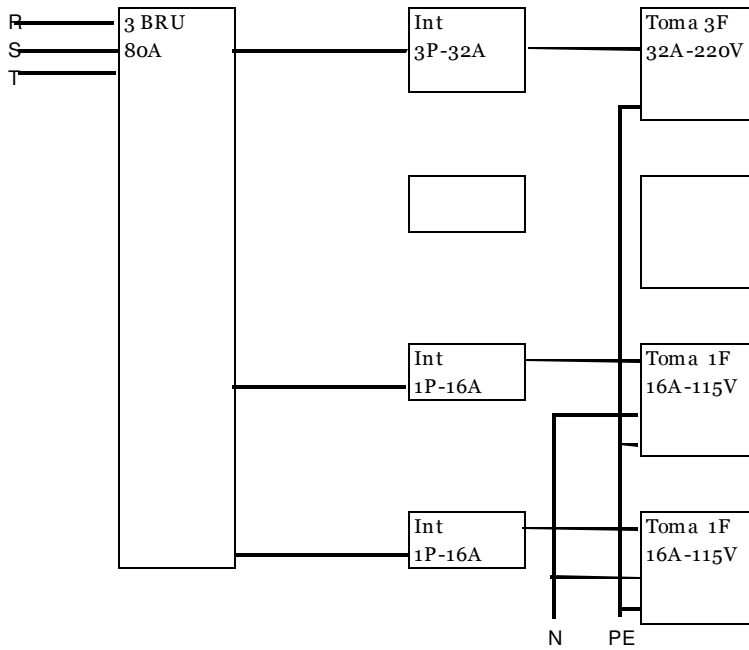 R
S
T
3 BRU
80A
Int
3P-32A
Toma 3F
32A-220V
Int
1P-16A
Toma 1F
16A-115V
Int
1P-16A
Toma 1F
16A-115V
N
PE